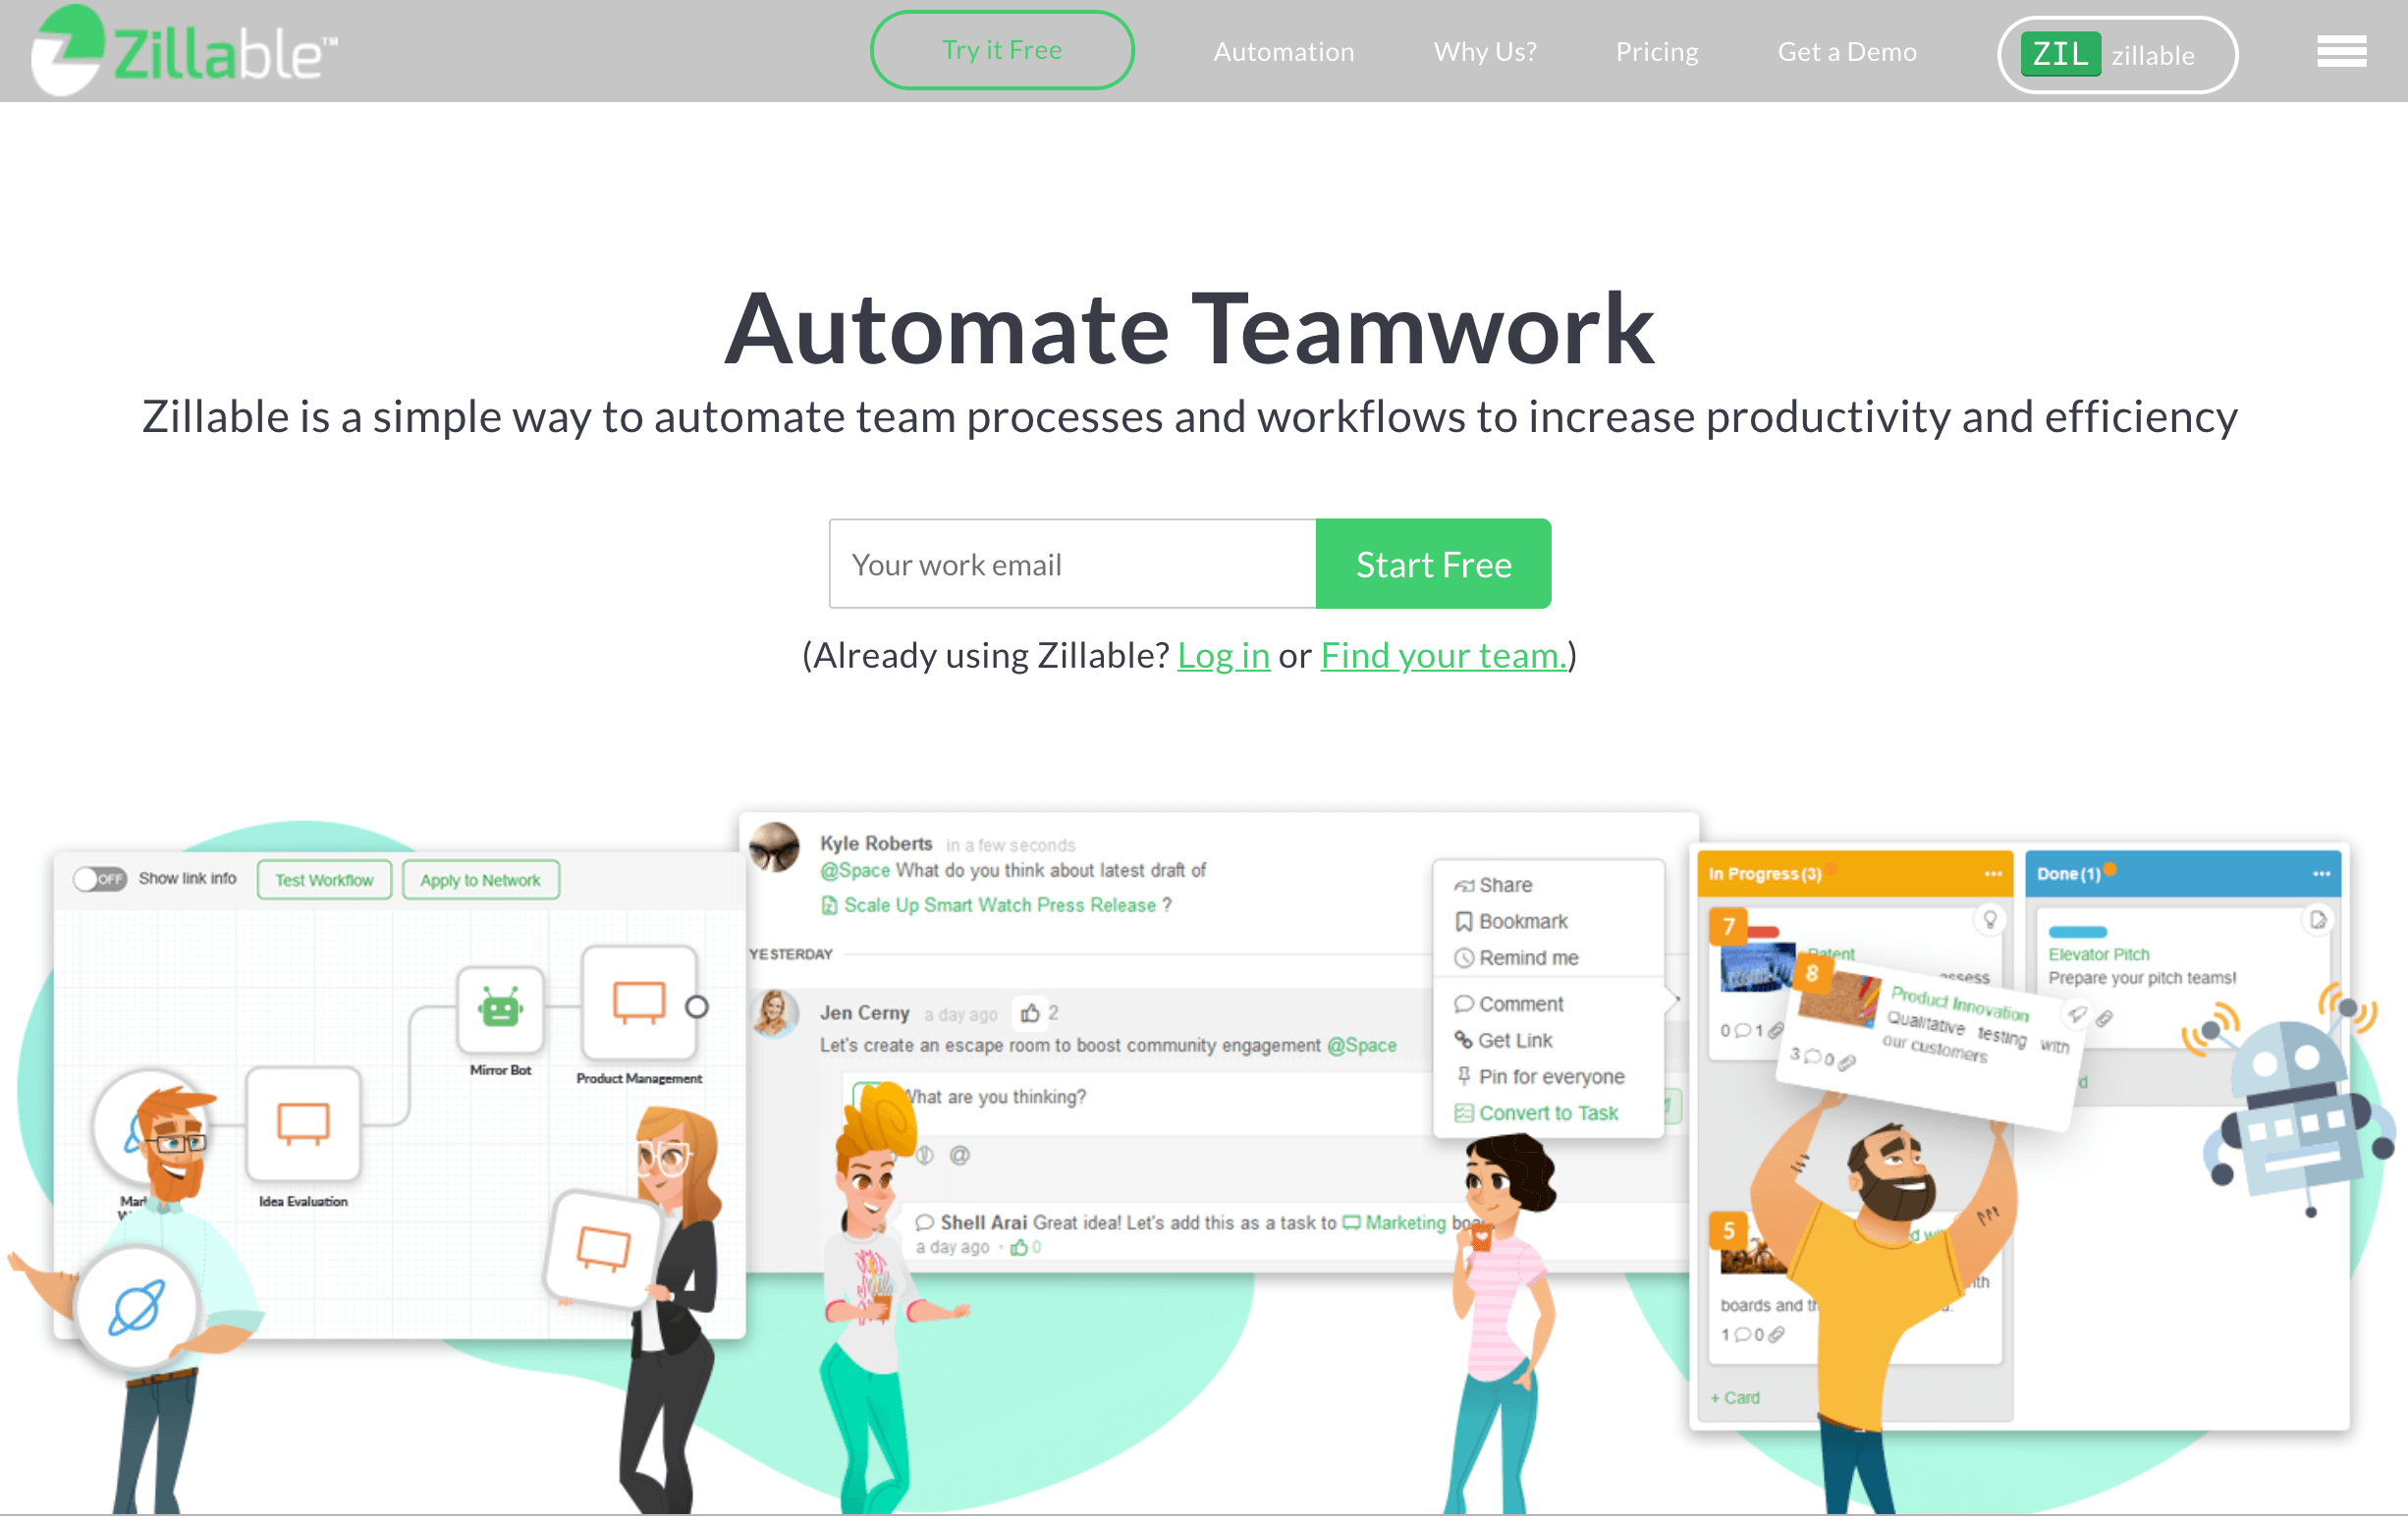 Zillable™
Try it Free
Automation
Why Us?
Pricing
Get a Demo
ZIL zillable
Automate Teamwork
Zillable is a simple way to automate team processes and workflows to increase productivity and efficiency
Your work email
Start Free
(Already using Zillable? Log in or Find your team.)
OFF Show link info
Test Workflow
Apply to Network
Mirror Bot
Product Management
Idea Evaluation
Kyle Roberts in a few seconds
@Space What do you think about latest draft of
Scale Up Smart Watch Press Release ?
YESTERDAY
Jen Cerny a day ago 2
Let's create an escape room to boost community engagement @Space
What are you thinking?
@
Shell Arai Great idea! Let's add this as a task to Marketing
a day ago • 0
Share
Bookmark
Remind me
Comment
Get Link
Pin for everyone
Convert to Task
In Progress (3) •••
7
Patent
assess
0 1
8
Product Innovation
Qualitative testing with
our customers
3 0
5
boards and
1 0
+ Card
Done (1) •••
Elevator Pitch
Prepare your pitch teams!